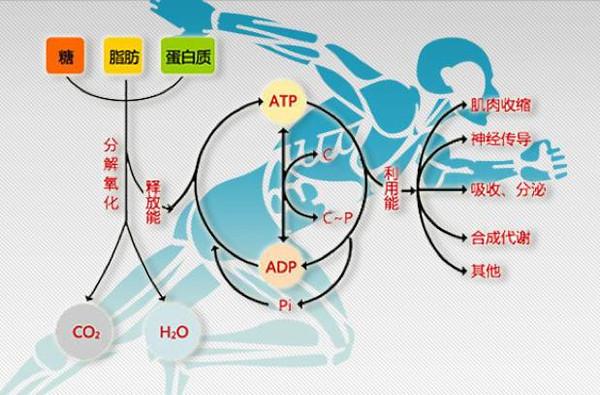 糖
脂肪
蛋白质
分解氧化
释放能
CO₂
H₂O
ATP
C
C~P
ADP
Pi
利用能
肌肉收缩
神经传导
吸收、分泌
合成代谢
其他